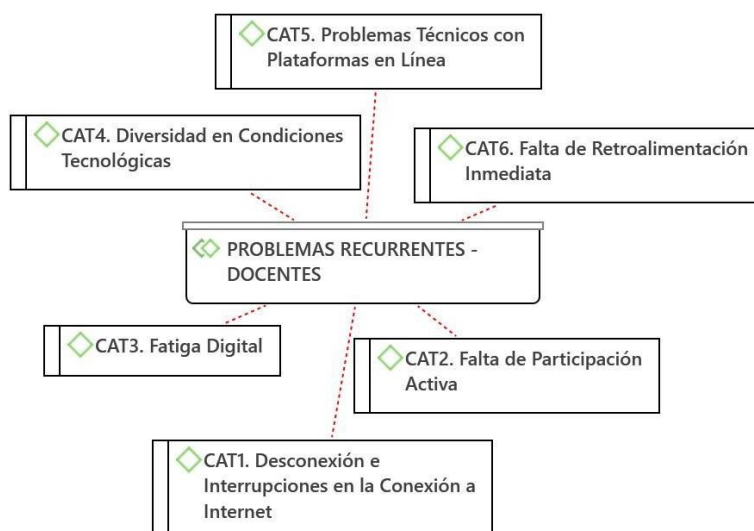 CAT5. Problemas Técnicos con
Plataformas en Línea
CAT4. Diversidad en Condiciones
Tecnológicas
CAT6. Falta de Retroalimentación
Inmediata
PROBLEMAS RECURRENTES -
DOCENTES
CAT3. Fatiga Digital
CAT2. Falta de Participación
Activa
CAT1. Desconexión e
Interrupciones en la Conexión a
Internet